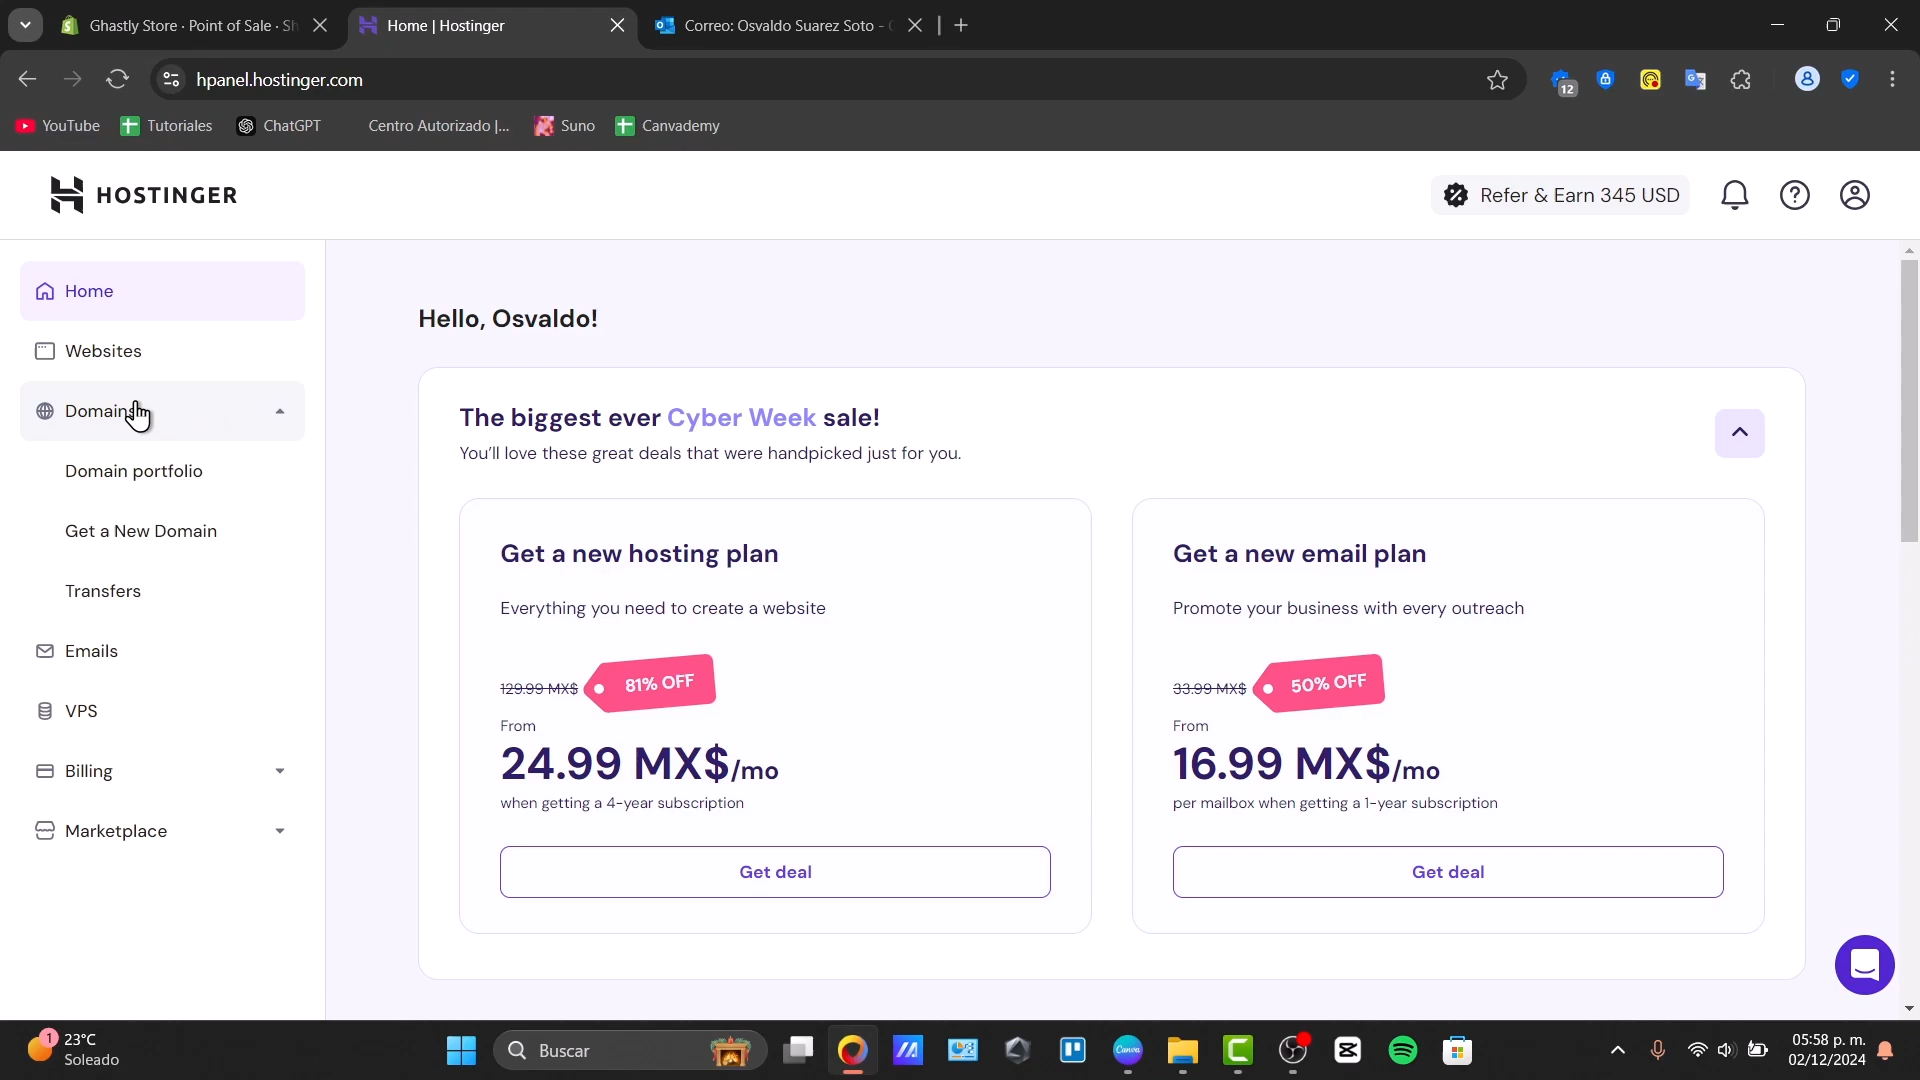 Ghastly Store · Point of Sale · Sh
Home | Hostinger
Correo: Osvaldo Suarez Soto -
hpanel.hostinger.com
12
YouTube
Tutoriales
ChatGPT
Centro Autorizado |...
Suno
Canvademy
HOSTINGER
Refer & Earn 345 USD
Home
Websites
Domains
Domain portfolio
Get a New Domain
Transfers
Emails
VPS
Billing
Marketplace
Hello, Osvaldo!
The biggest ever Cyber Week sale!
You'll love these great deals that were handpicked just for you.
Get a new hosting plan
Everything you need to create a website
129.99 MX$
81% OFF
From
24.99 MX$/mo
when getting a 4-year subscription
Get deal
Get a new email plan
Promote your business with every outreach
33.99 MX$
50% OFF
From
16.99 MX$/mo
per mailbox when getting a 1-year subscription
Get deal
1
23°C
Soleado
Buscar
Canva
05:58 p. m.
02/12/2024